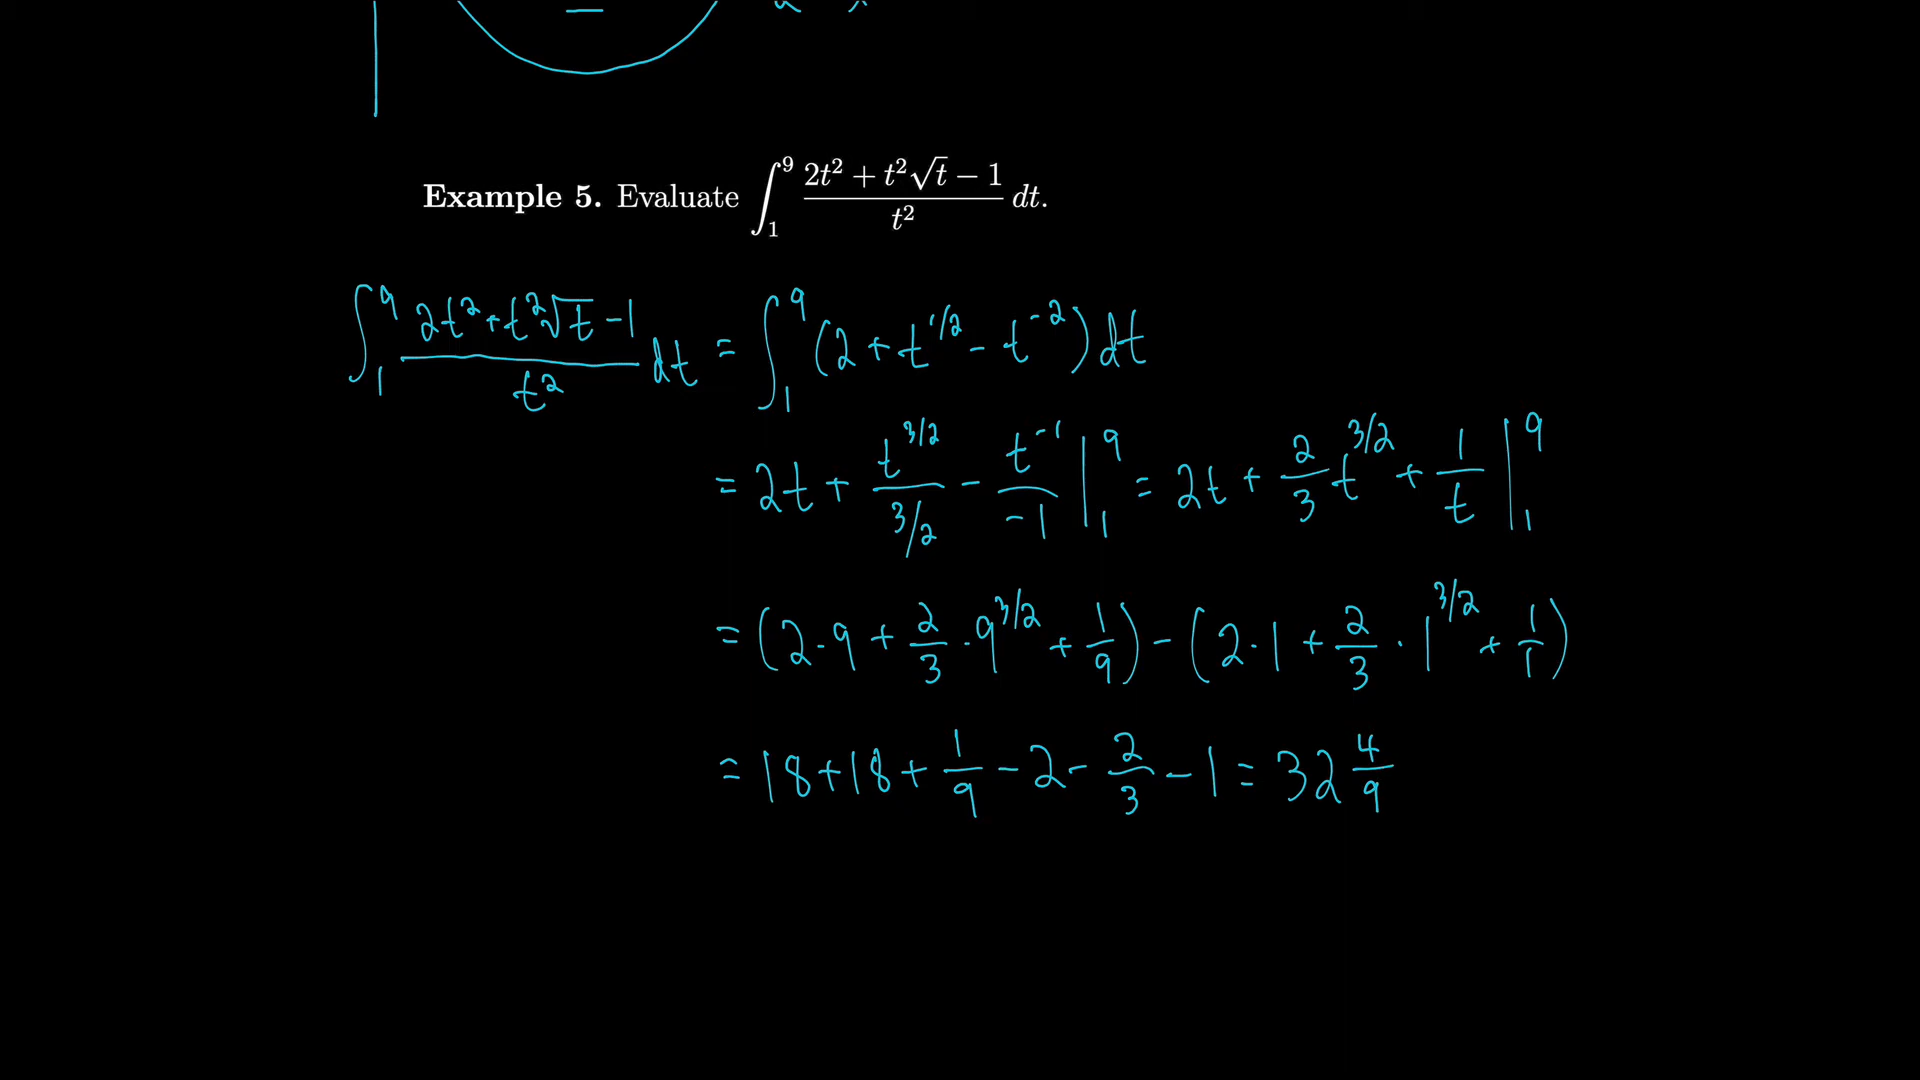 Example 5. Evaluate ∫₁⁹ (2t² + t²√t − 1)/t² dt.
∫₁⁹ (2t² + t²√t − 1)/t² dt = ∫₁⁹ (2 + t^(1/2) − t^(−2)) dt
= 2t + t^(3/2)/(3/2) − t^(−1)/(−1) |₁⁹ = 2t + 2/3 t^(3/2) + 1/t |₁⁹
= (2·9 + 2/3 · 9^(3/2) + 1/9) − (2·1 + 2/3 · 1^(3/2) + 1/1)
= 18 + 18 + 1/9 − 2 − 2/3 − 1 = 32 4/9